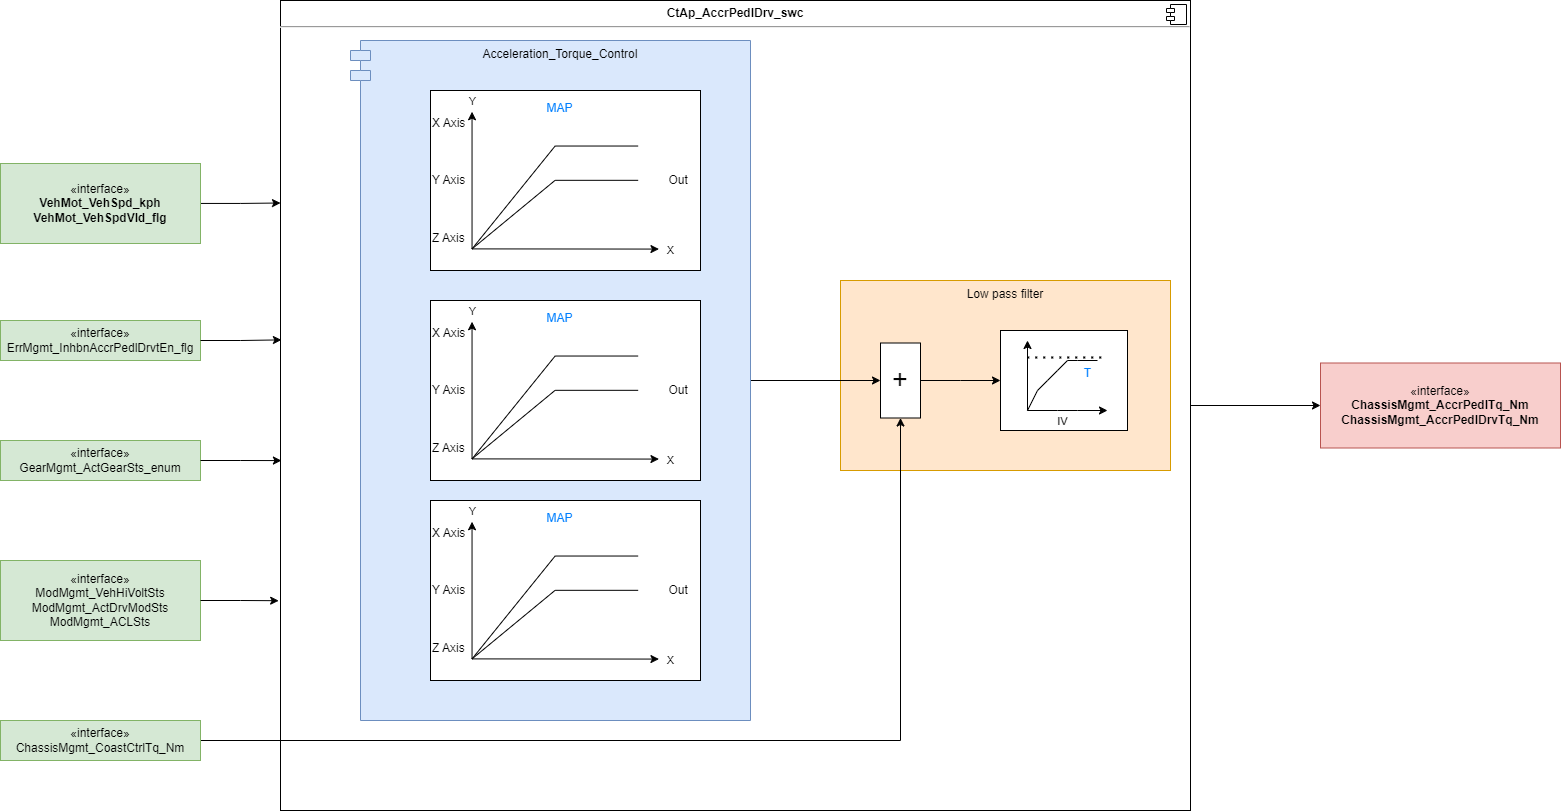 CtAp_AccrPedlDrv_swc
Acceleration_Torque_Control
Y
MAP
X Axis
Y Axis
Out
Z Axis
X
Y
MAP
X Axis
Y Axis
Out
Z Axis
X
Y
MAP
X Axis
Y Axis
Out
Z Axis
X
«interface»
VehMot_VehSpd_kph
VehMot_VehSpdVld_flg
«interface»
ErrMgmt_InhbnAccrPedlDrvtEn_flg
«interface»
GearMgmt_ActGearSts_enum
«interface»
ModMgmt_VehHiVoltSts
ModMgmt_ActDrvModSts
ModMgmt_ACLSts
«interface»
ChassisMgmt_CoastCtrlTq_Nm
Low pass filter
+
T
IV
«interface»
ChassisMgmt_AccrPedlTq_Nm
ChassisMgmt_AccrPedlDrvTq_Nm